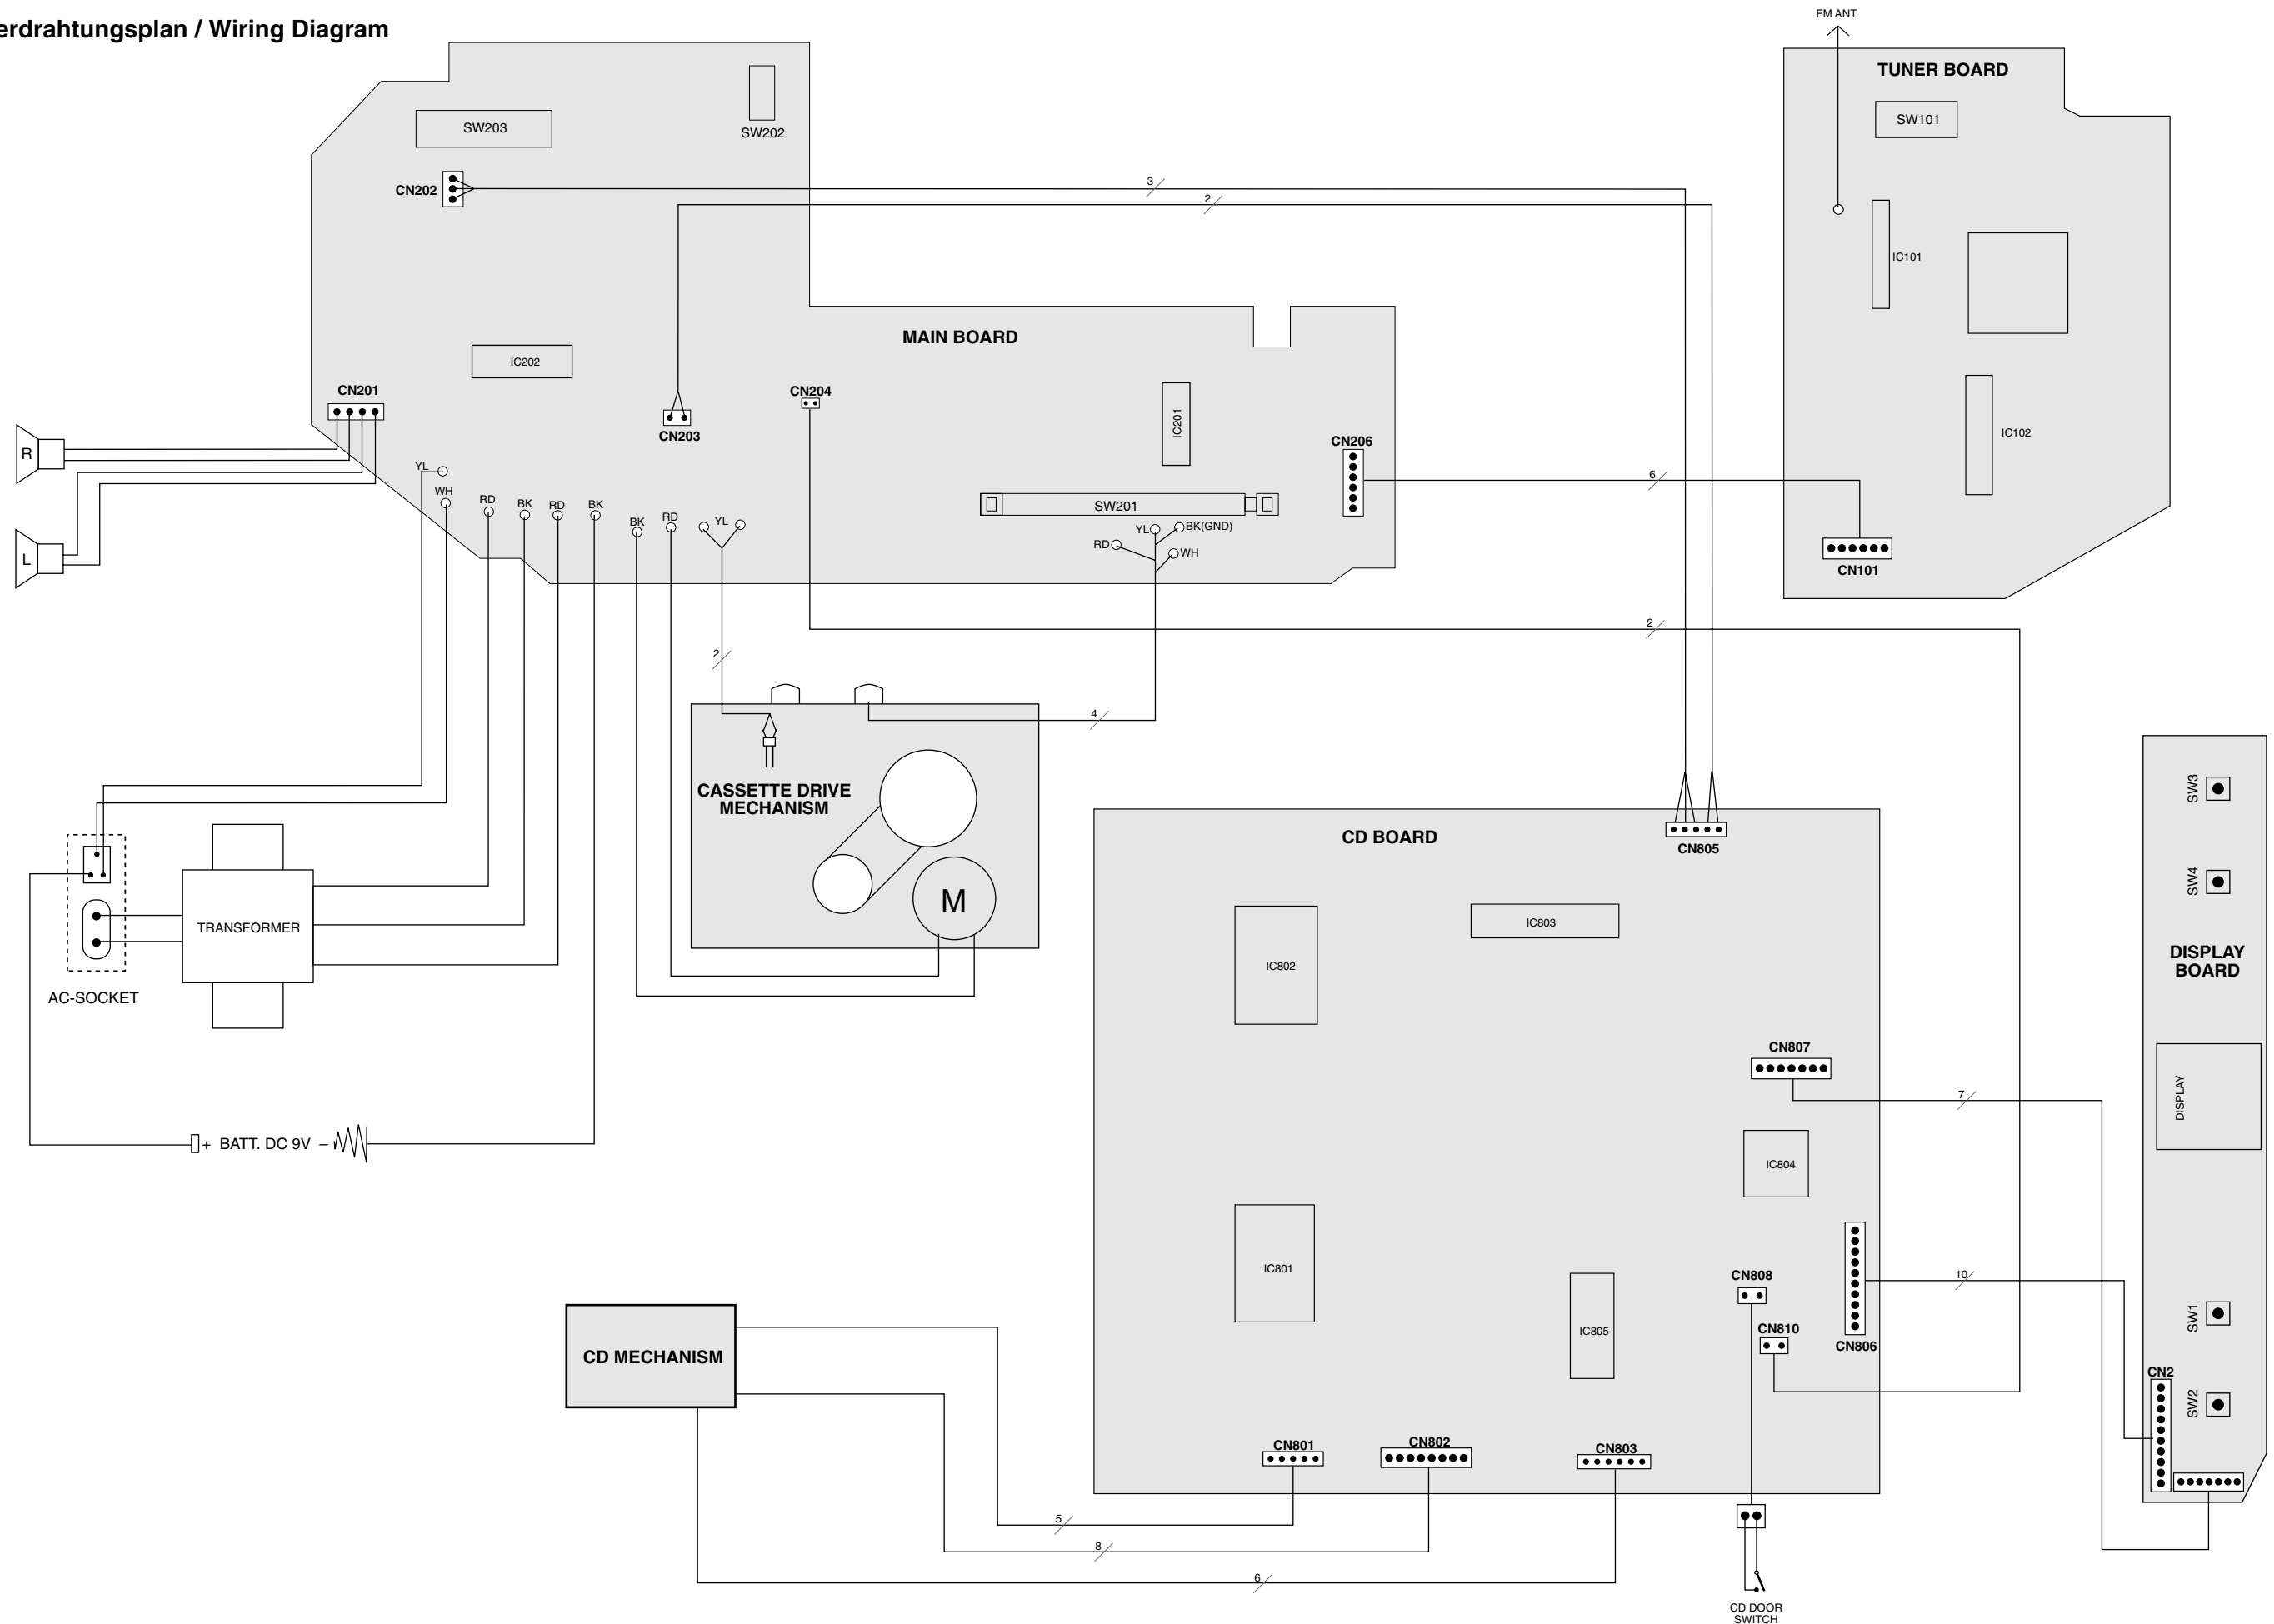 erdrahtungsplan / Wiring Diagram
FM ANT.
TUNER BOARD
SW101
SW203
SW202
CN202
3
2
IC101
MAIN BOARD
IC202
CN201
CN204
CN203
IC201
CN206
IC102
R
L
YL
WH
RD
BK
RD
BK
BK
RD
YL
SW201
YL
BK(GND)
RD
WH
6
CN101
2
2
4
CASSETTE DRIVE
MECHANISM
M
TRANSFORMER
AC-SOCKET
+ BATT. DC 9V –
CD BOARD
CN805
IC803
IC802
CN807
7
IC804
IC801
CN808
10
CN810
CN806
IC805
SW3
SW4
DISPLAY
BOARD
DISPLAY
SW1
CN2
SW2
CD MECHANISM
CN801
CN802
CN803
5
8
6
CD DOOR
SWITCH